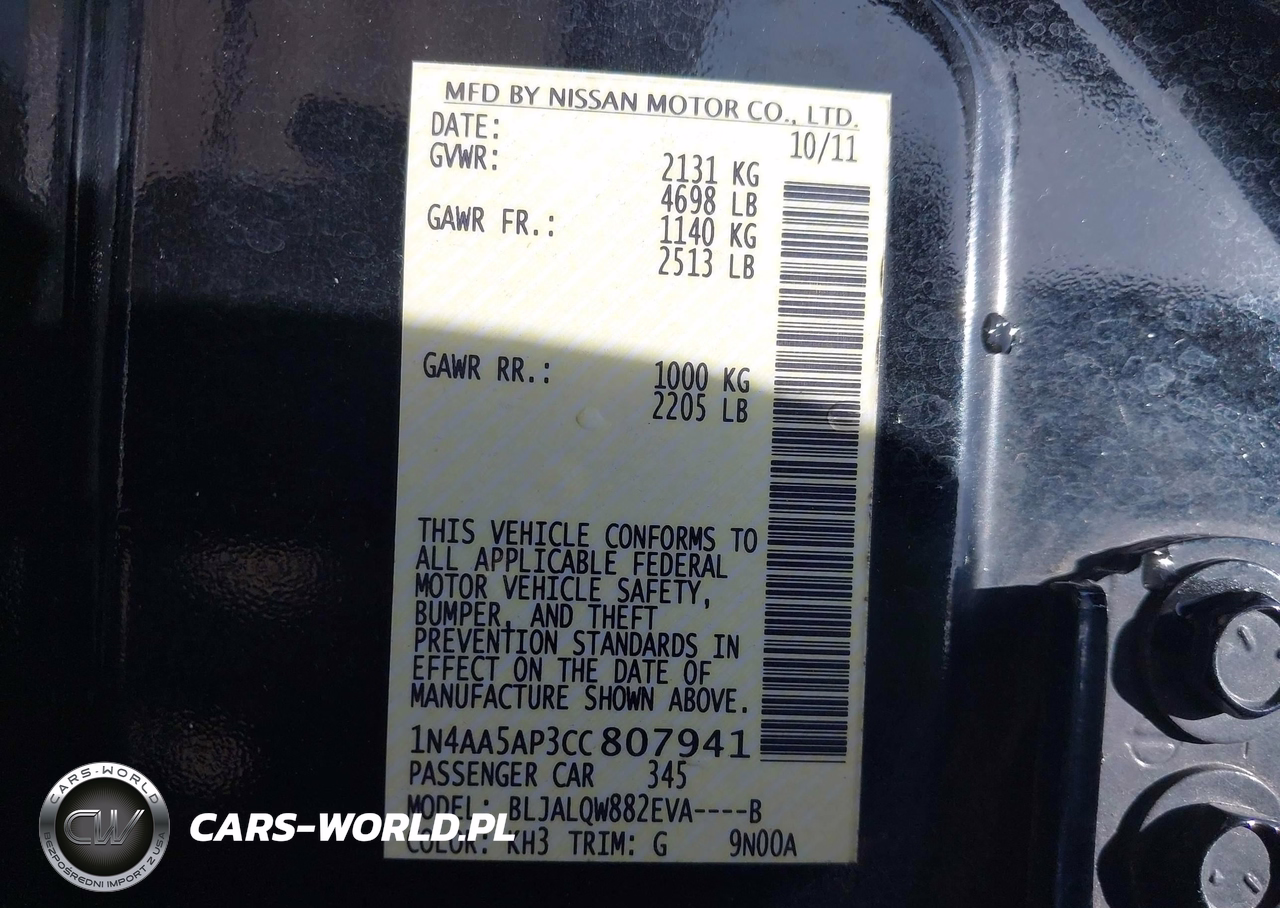 MFD BY NISSAN MOTOR CO., LTD.
DATE: 10/11
GVWR: 2131 KG
4698 LB
GAWR FR.: 1140 KG
2513 LB
GAWR RR.: 1000 KG
2205 LB
THIS VEHICLE CONFORMS TO
ALL APPLICABLE FEDERAL
MOTOR VEHICLE SAFETY,
BUMPER, AND THEFT
PREVENTION STANDARDS IN
EFFECT ON THE DATE OF
MANUFACTURE SHOWN ABOVE.
1N4AA5AP3CC807941
PASSENGER CAR 345
MODEL: BLJALQW882EVA----B
COLOR: KH3 TRIM: G 9N00A
CARS-WORLD
CW
BEZPOŚREDNI IMPORT Z USA
CARS-WORLD.PL